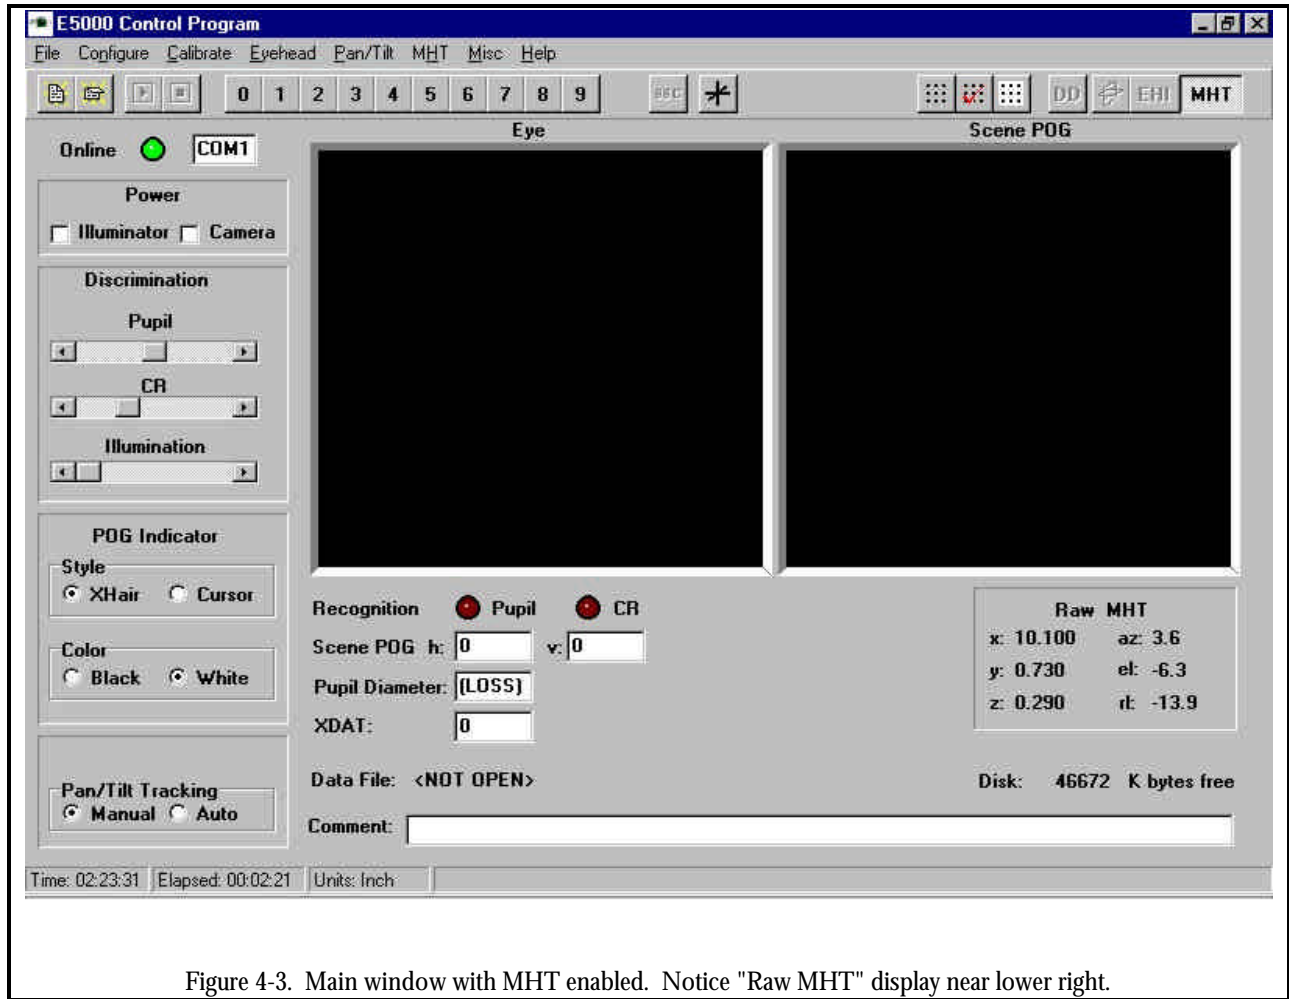 E5000 Control Program
File Configure Calibrate Eyehead Pan/Tilt MHT Misc Help
0 1 2 3 4 5 6 7 8 9 DD EHI MHT
Online COM1
Eye
Scene POG
Power
Illuminator Camera
Discrimination
Pupil
CR
Illumination
POG Indicator
Style
XHair Cursor
Color
Black White
Pan/Tilt Tracking
Manual Auto
Recognition Pupil CR
Scene POG h: 0 v: 0
Pupil Diameter: (LOSS)
XDAT: 0
Raw MHT
x: 10.100 az: 3.6
y: 0.730 el: -6.3
z: 0.290 rl: -13.9
Data File: <NOT OPEN>
Disk: 46672 K bytes free
Comment:
Time: 02:23:31 Elapsed: 00:02:21 Units: Inch
Figure 4-3. Main window with MHT enabled. Notice "Raw MHT" display near lower right.